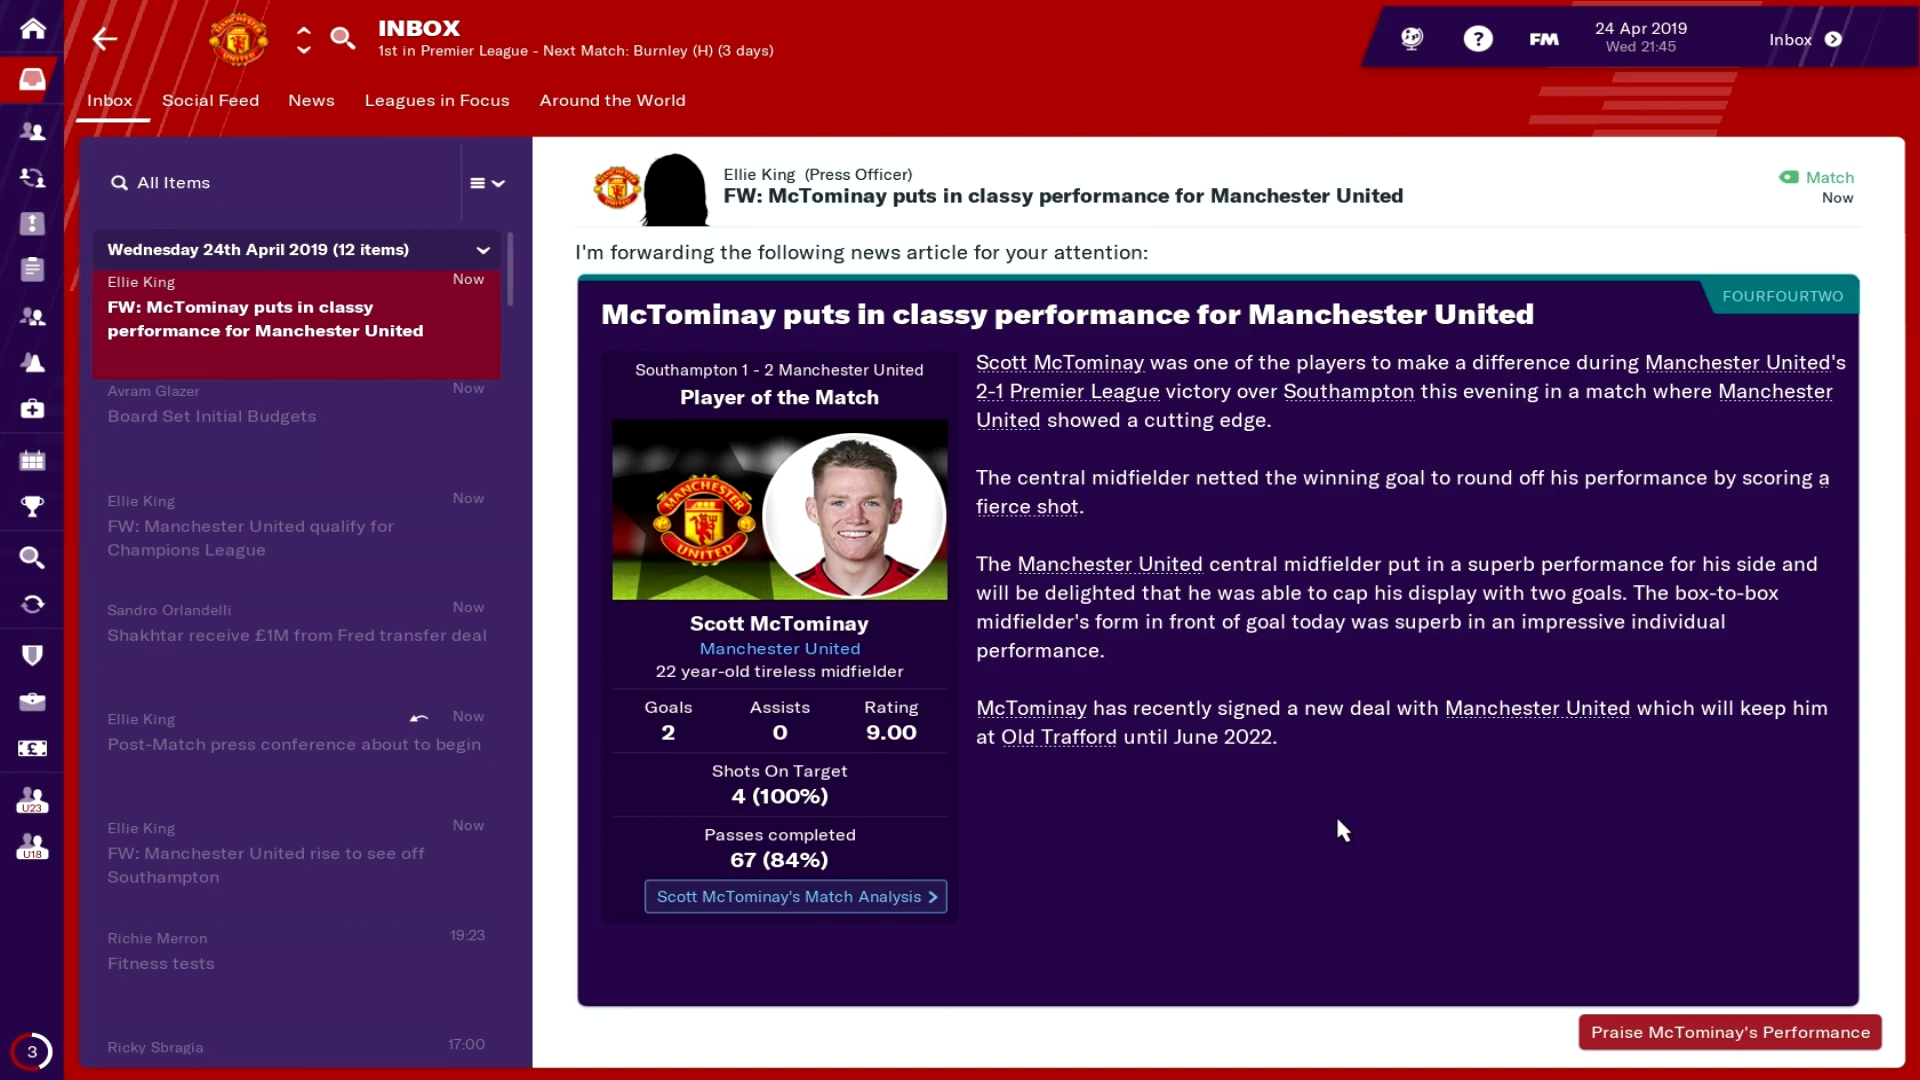 INBOX
1st in Premier League - Next Match: Burnley (H) (3 days)
FM
24 Apr 2019
Wed 21:45
Inbox
Inbox
Social Feed
News
Leagues in Focus
Around the World
All Items
Wednesday 24th April 2019 (12 items)
Ellie King
Now
FW: McTominay puts in classy
performance for Manchester United
Avram Glazer
Now
Board Set Initial Budgets
Ellie King
Now
FW: Manchester United qualify for
Champions League
Sandro Orlandelli
Now
Shakhtar receive £1M from Fred transfer deal
Ellie King
Now
Post-Match press conference about to begin
Ellie King
Now
FW: Manchester United rise to see off
Southampton
Richie Merron
19:23
Fitness tests
Ricky Sbragia
17:00
U23
U18
3
Ellie King (Press Officer)
FW: McTominay puts in classy performance for Manchester United
Match
Now
I'm forwarding the following news article for your attention:
FOURFOURTWO
McTominay puts in classy performance for Manchester United
Southampton 1 - 2 Manchester United
Player of the Match
MANCHESTER
UNITED
Scott McTominay
Manchester United
22 year-old tireless midfielder
Goals
Assists
Rating
2
0
9.00
Shots On Target
4 (100%)
Passes completed
67 (84%)
Scott McTominay's Match Analysis
Scott McTominay was one of the players to make a difference during Manchester United's
2-1 Premier League victory over Southampton this evening in a match where Manchester
United showed a cutting edge.
The central midfielder netted the winning goal to round off his performance by scoring a
fierce shot.
The Manchester United central midfielder put in a superb performance for his side and
will be delighted that he was able to cap his display with two goals. The box-to-box
midfielder's form in front of goal today was superb in an impressive individual
performance.
McTominay has recently signed a new deal with Manchester United which will keep him
at Old Trafford until June 2022.
Praise McTominay's Performance